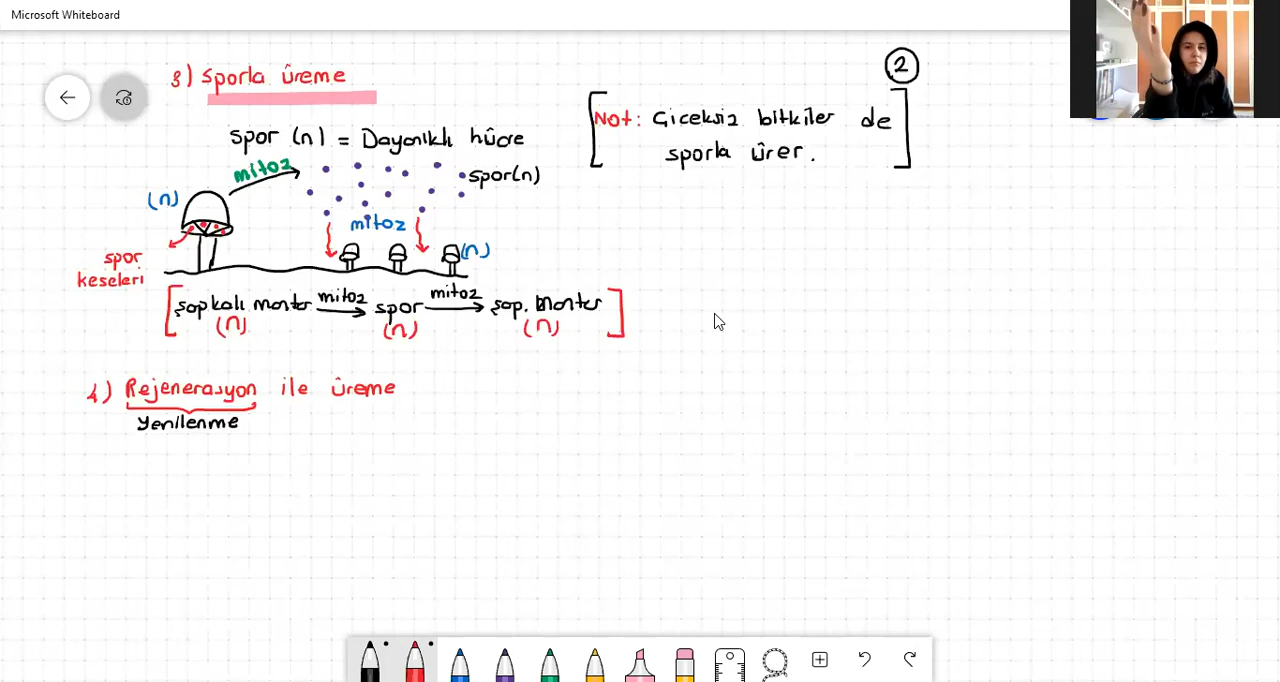 Microsoft Whiteboard
3) Sporla üreme
2
Not: Çiceksiz bitkiler de
sporla ürer.
spor (n) = Dayanıklı hücre
mitoz
spor(n)
(n)
mitoz
(n)
spor
keseleri
şapkalı mantar mitoz spor mitoz şap. mantar
(n) (n) (n)
4) Rejenerasyon ile üreme
Yenilenme